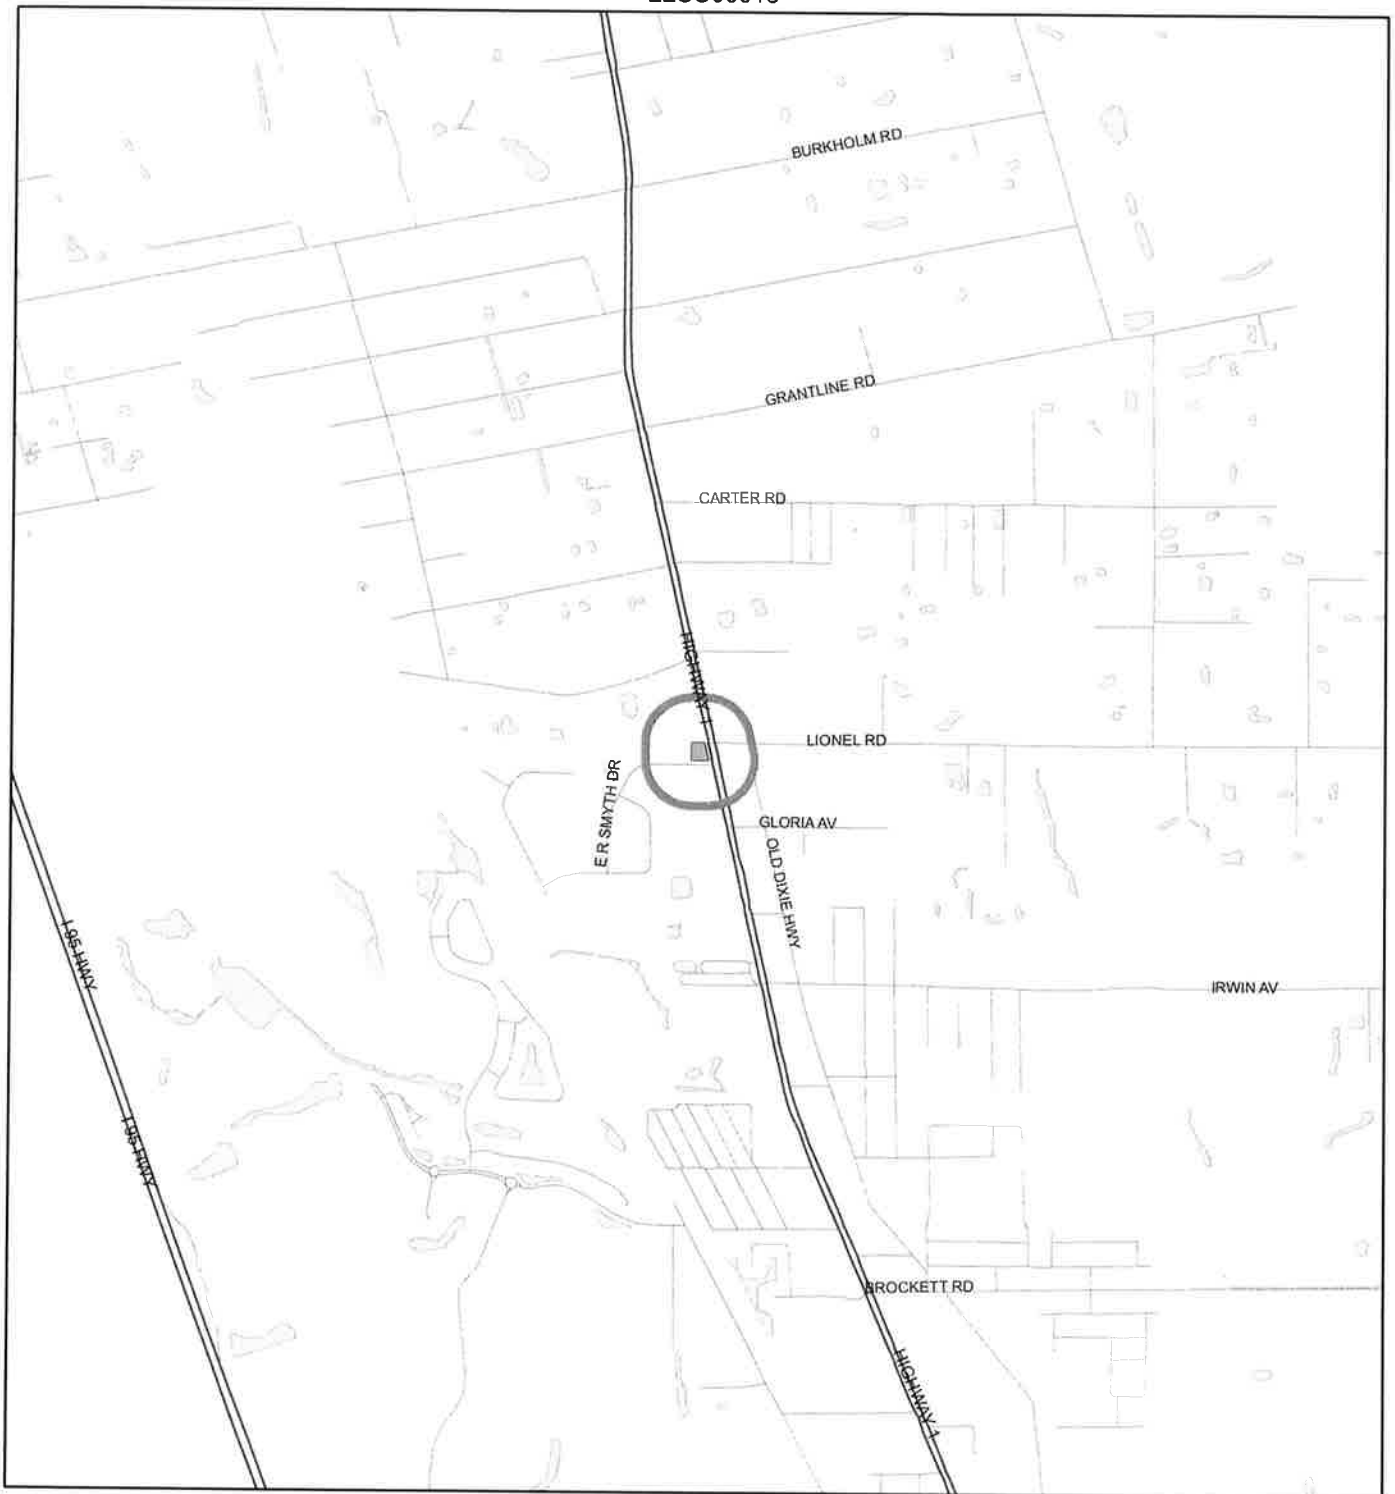 BURKHOLM RD
GRANTLINE RD
CARTER RD
HIGHWAY 1
LIONEL RD
E R SMYTH DR
GLORIA AV
OLD DIXIE HWY
I 95 HWY
IRWIN AV
I 95 HWY
BROCKETT RD
HIGHWAY 1